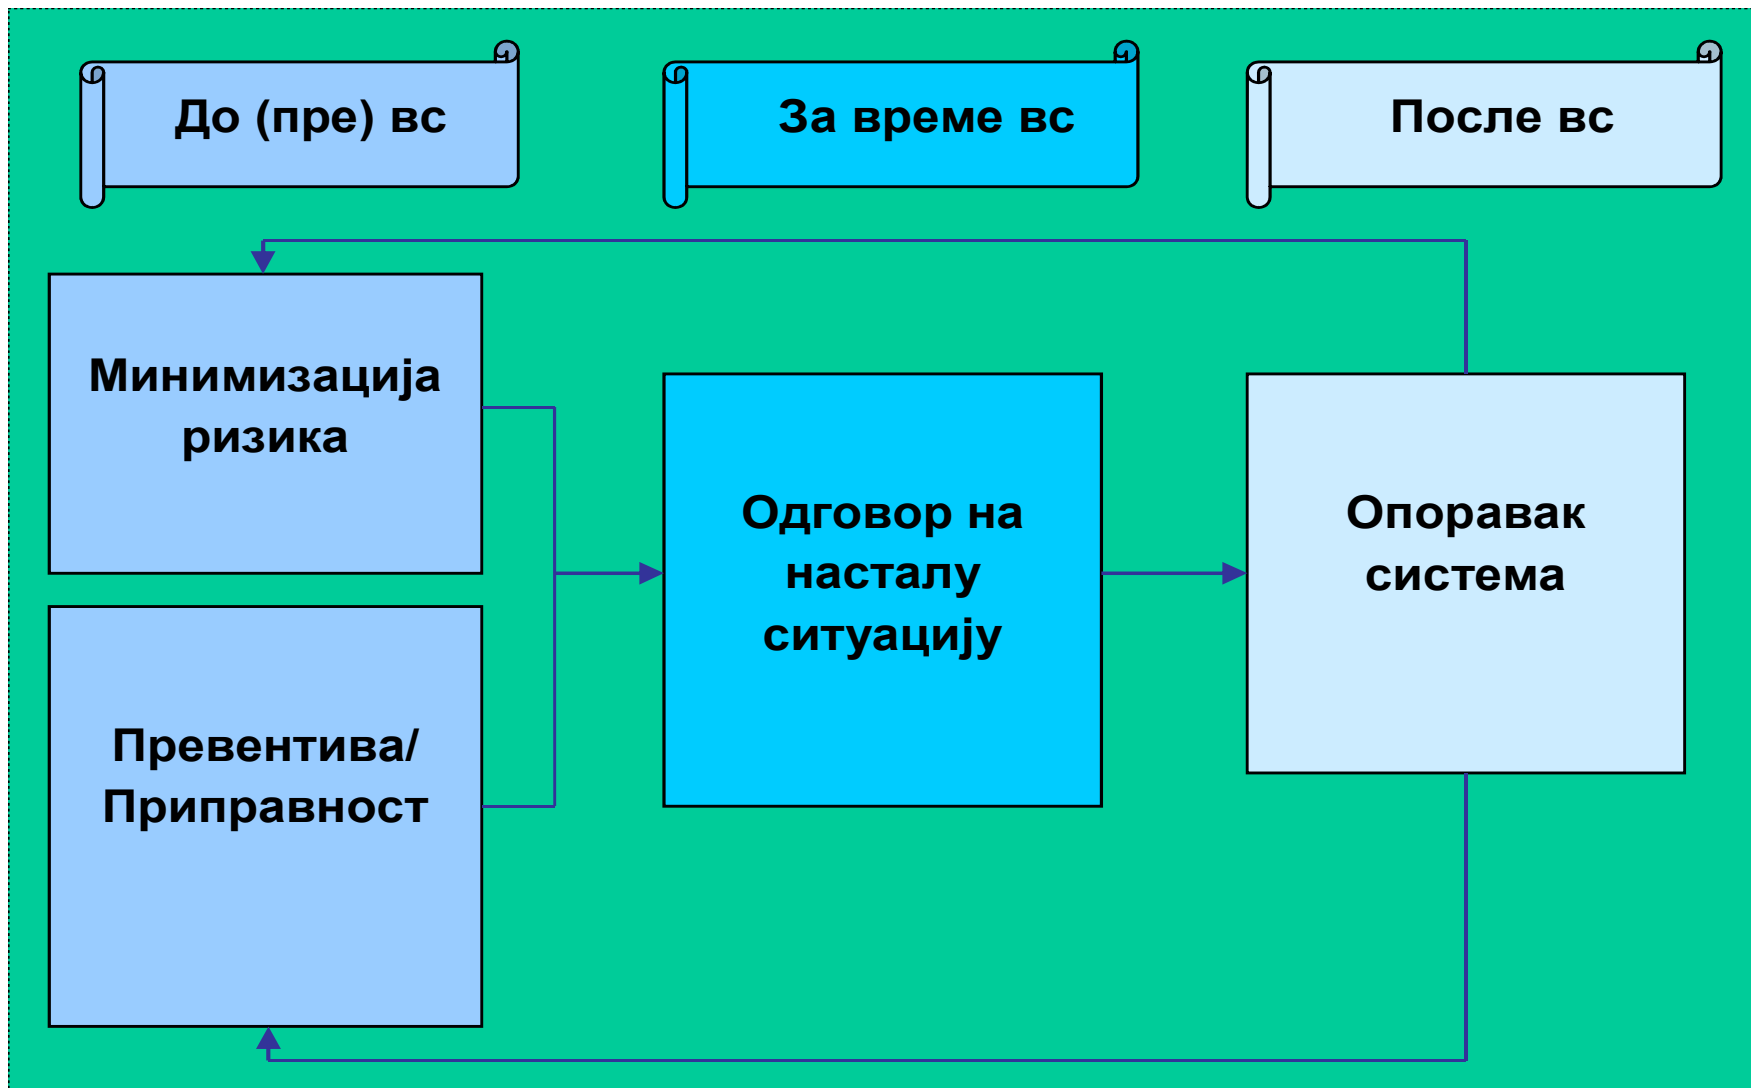 До (пре) вс
За време вс
После вс
Минимизација
ризика
Превентива/
Приправност
Одговор на
насталу
ситуацију
Опоравак
система